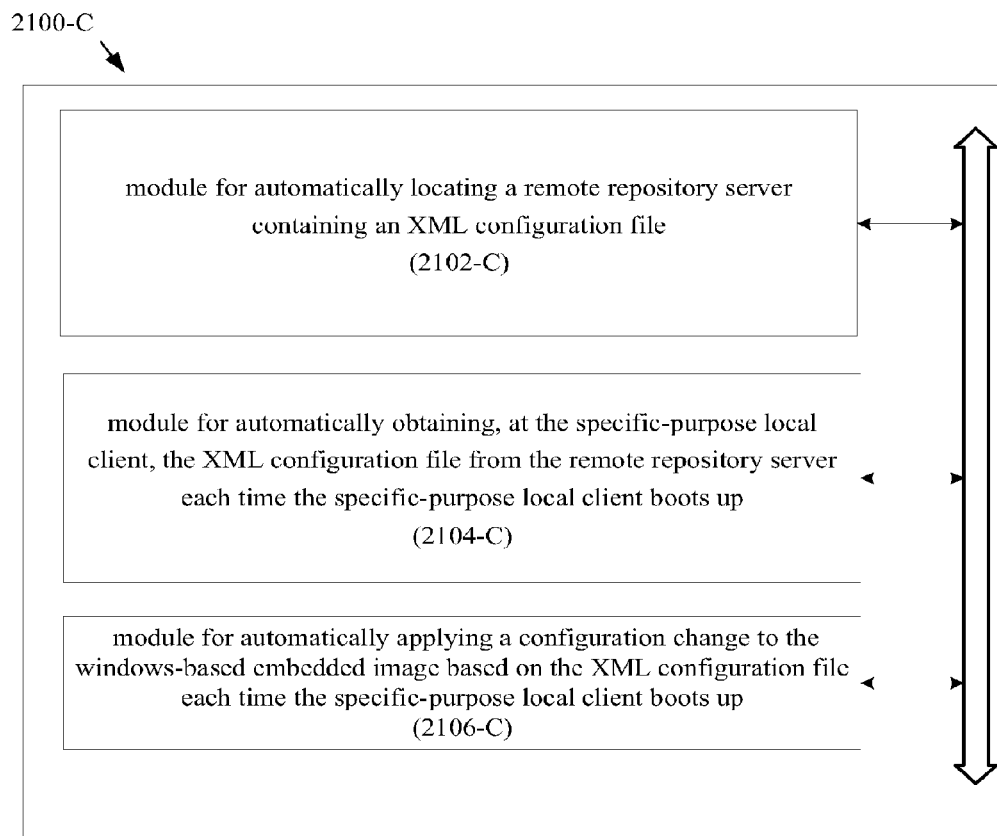 2100-C
module for automatically locating a remote repository server
containing an XML configuration file
(2102-C)
module for automatically obtaining, at the specific-purpose local
client, the XML configuration file from the remote repository server
each time the specific-purpose local client boots up
(2104-C)
module for automatically applying a configuration change to the
windows-based embedded image based on the XML configuration file
each time the specific-purpose local client boots up
(2106-C)